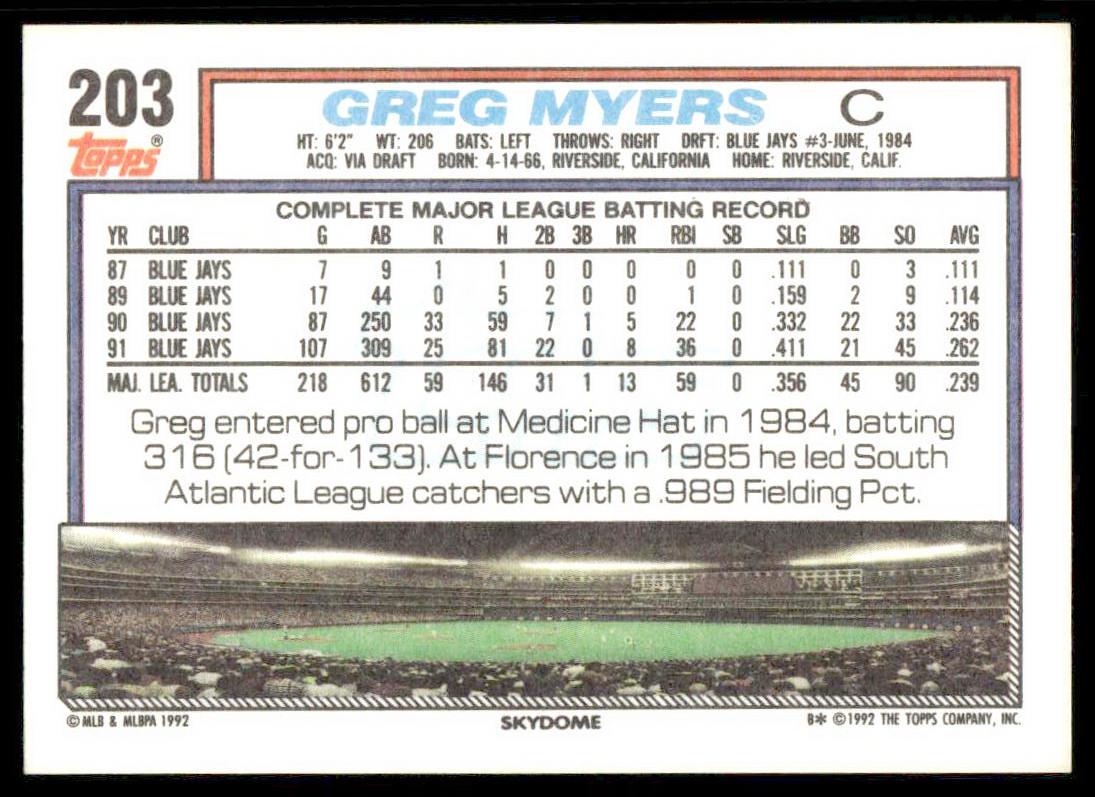 203
Topps®
GREG MYERS C
HT: 6'2" WT: 206 BATS: LEFT THROWS: RIGHT DRFT: BLUE JAYS #3-JUNE, 1984
ACQ: VIA DRAFT BORN: 4-14-66, RIVERSIDE, CALIFORNIA HOME: RIVERSIDE, CALIF.
COMPLETE MAJOR LEAGUE BATTING RECORD
YR CLUB G AB R H 2B 3B HR RBI SB SLG BB SO AVG
87 BLUE JAYS 7 9 1 1 0 0 0 0 0 .111 0 3 .111
89 BLUE JAYS 17 44 0 5 2 0 0 1 0 .159 2 9 .114
90 BLUE JAYS 87 250 33 59 7 1 5 22 0 .332 22 33 .236
91 BLUE JAYS 107 309 25 81 22 0 8 36 0 .411 21 45 .262
MAJ. LEA. TOTALS 218 612 59 146 31 1 13 59 0 .356 45 90 .239
Greg entered pro ball at Medicine Hat in 1984, batting
316 (42-for-133). At Florence in 1985 he led South
Atlantic League catchers with a .989 Fielding Pct.
© MLB & MLBPA 1992 SKYDOME B* © 1992 THE TOPPS COMPANY, INC.